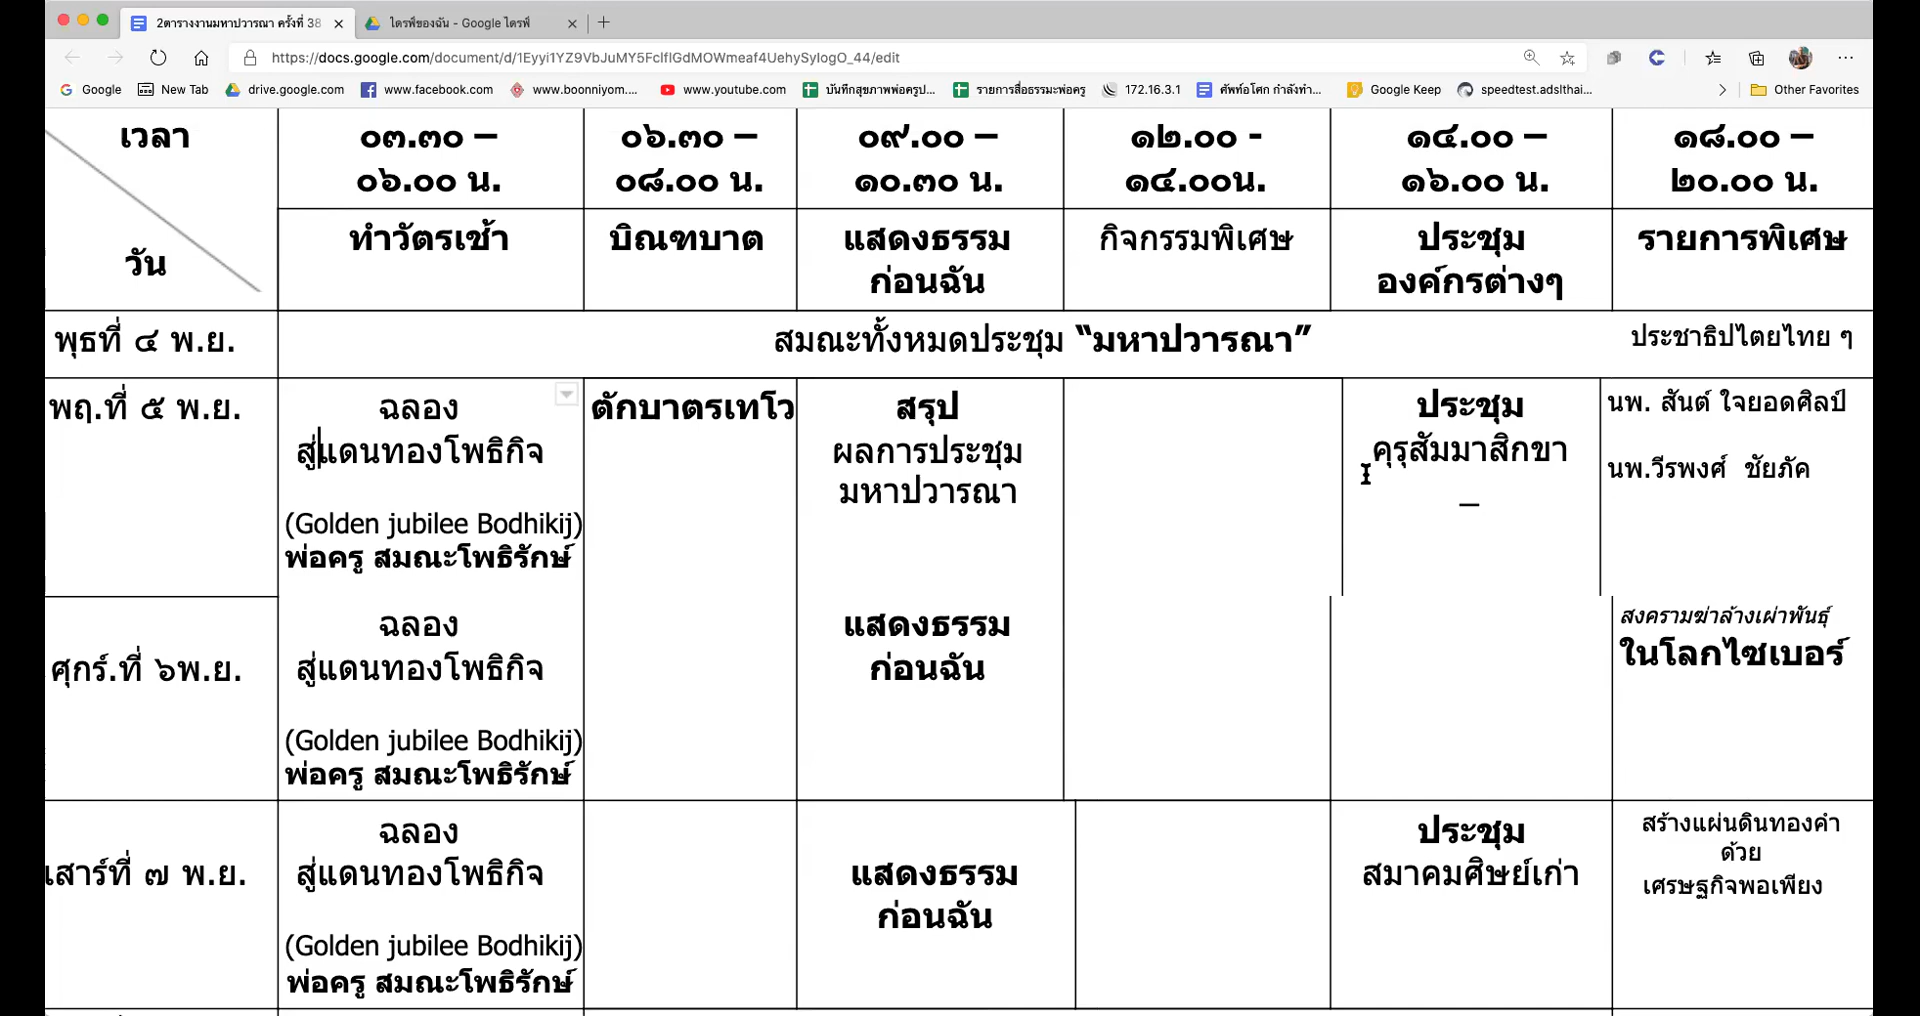 2ตารางงานมหาปวารณา ครั้งที่ 38
ไดรฟ์ของฉัน - Google ไดรฟ์
https://docs.google.com/document/d/1Eyyi1YZ9VbJuMY5FcIfIGdMOWmeaf4UehySyIogO_44/edit
Google
New Tab
drive.google.com
www.facebook.com
www.boonniyom....
www.youtube.com
บันทึกสุขภาพพ่อครูป...
รายการสื่อธรรมะพ่อครู
172.16.3.1
ศัพท์อโศก กำลังทำ...
Google Keep
speedtest.adslthai...
Other Favorites
เวลา
วัน
๐๓.๓๐ –
๐๖.๐๐ น.
๐๖.๓๐ –
๐๘.๐๐ น.
๐๙.๐๐ –
๑๐.๓๐ น.
๑๒.๐๐ -
๑๔.๐๐น.
๑๔.๐๐ –
๑๖.๐๐ น.
๑๘.๐๐ –
๒๐.๐๐ น.
ทำวัตรเช้า
บิณฑบาต
แสดงธรรม
ก่อนฉัน
กิจกรรมพิเศษ
ประชุม
องค์กรต่างๆ
รายการพิเศษ
พุธที่ ๔ พ.ย.
สมณะทั้งหมดประชุม “มหาปวารณา”
ประชาธิปไตยไทย ๆ
พฤ.ที่ ๕ พ.ย.
ฉลอง
สู่แดนทองโพธิกิจ
(Golden jubilee Bodhikij)
พ่อครู สมณะโพธิรักษ์
ตักบาตรเทโว
สรุป
ผลการประชุม
มหาปวารณา
ประชุม
คุรุสัมมาสิกขา
–
นพ. สันต์ ใจยอดศิลป์
นพ.วีรพงศ์ ชัยภัค
ศุกร์.ที่ ๖พ.ย.
ฉลอง
สู่แดนทองโพธิกิจ
(Golden jubilee Bodhikij)
พ่อครู สมณะโพธิรักษ์
แสดงธรรม
ก่อนฉัน
สงครามฆ่าล้างเผ่าพันธุ์
ในโลกไซเบอร์
เสาร์ที่ ๗ พ.ย.
ฉลอง
สู่แดนทองโพธิกิจ
(Golden jubilee Bodhikij)
พ่อครู สมณะโพธิรักษ์
แสดงธรรม
ก่อนฉัน
ประชุม
สมาคมศิษย์เก่า
สร้างแผ่นดินทองคำ
ด้วย
เศรษฐกิจพอเพียง